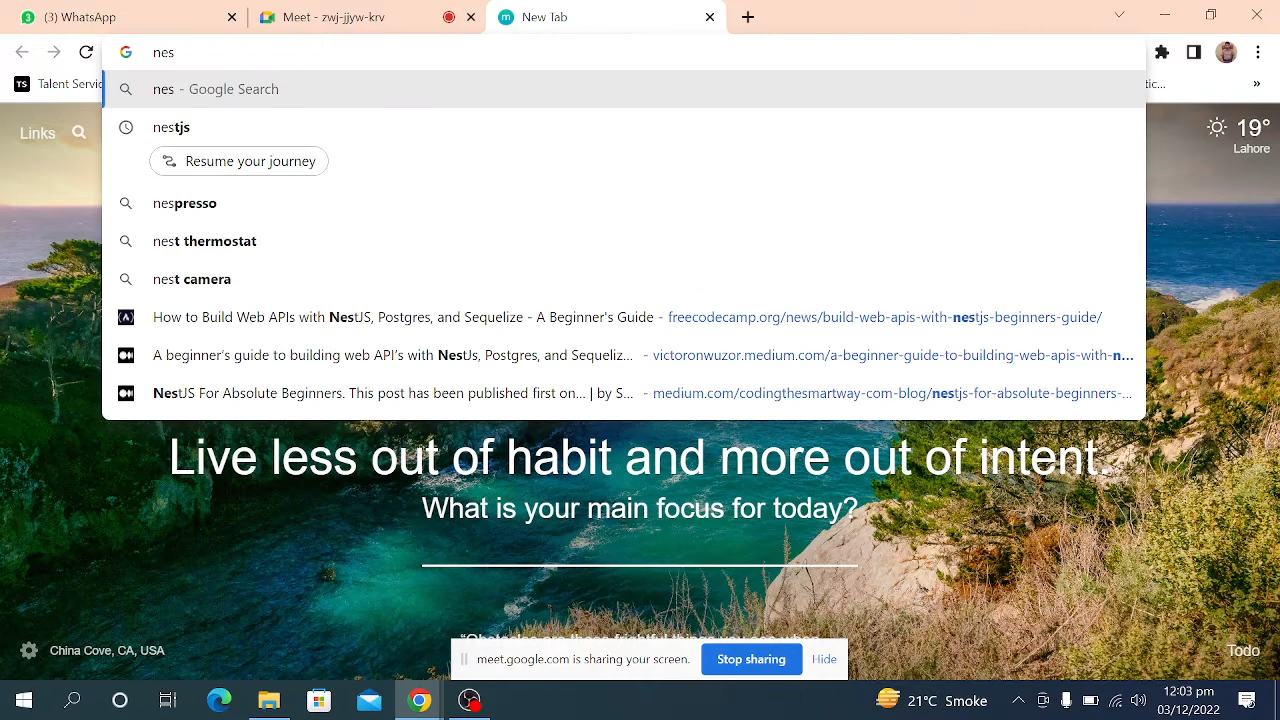 (3) WhatsApp
Meet - zwj-jjyw-krv
New Tab
nes
TS Talent Servic
tic...
»
nes - Google Search
nestjs
Resume your journey
nespresso
nest thermostat
nest camera
How to Build Web APIs with NestJS, Postgres, and Sequelize - A Beginner's Guide - freecodecamp.org/news/build-web-apis-with-nestjs-beginners-guide/
A beginner's guide to building web API's with NestJs, Postgres, and Sequeliz... - victoronwuzor.medium.com/a-beginner-guide-to-building-web-apis-with-n...
NestJS For Absolute Beginners. This post has been published first on... | by S... - medium.com/codingthesmartway-com-blog/nestjs-for-absolute-beginners-...
Links
19°
Lahore
Live less out of habit and more out of intent.
What is your main focus for today?
China Cove, CA, USA
Todo
meet.google.com is sharing your screen.
Stop sharing
Hide
21°C Smoke
12:03 pm
03/12/2022